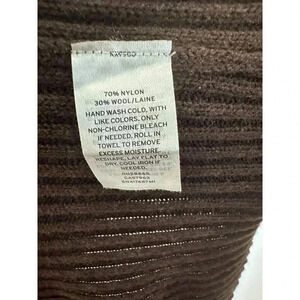 70% NYLON
30% WOOL/LAINE
HAND WASH COLD, WITH
LIKE COLORS. ONLY
NON-CHLORINE BLEACH
IF NEEDED. ROLL IN
TOWEL TO REMOVE
EXCESS MOISTURE.
RESHAPE, LAY FLAT TO
DRY. COOL IRON IF
NEEDED.